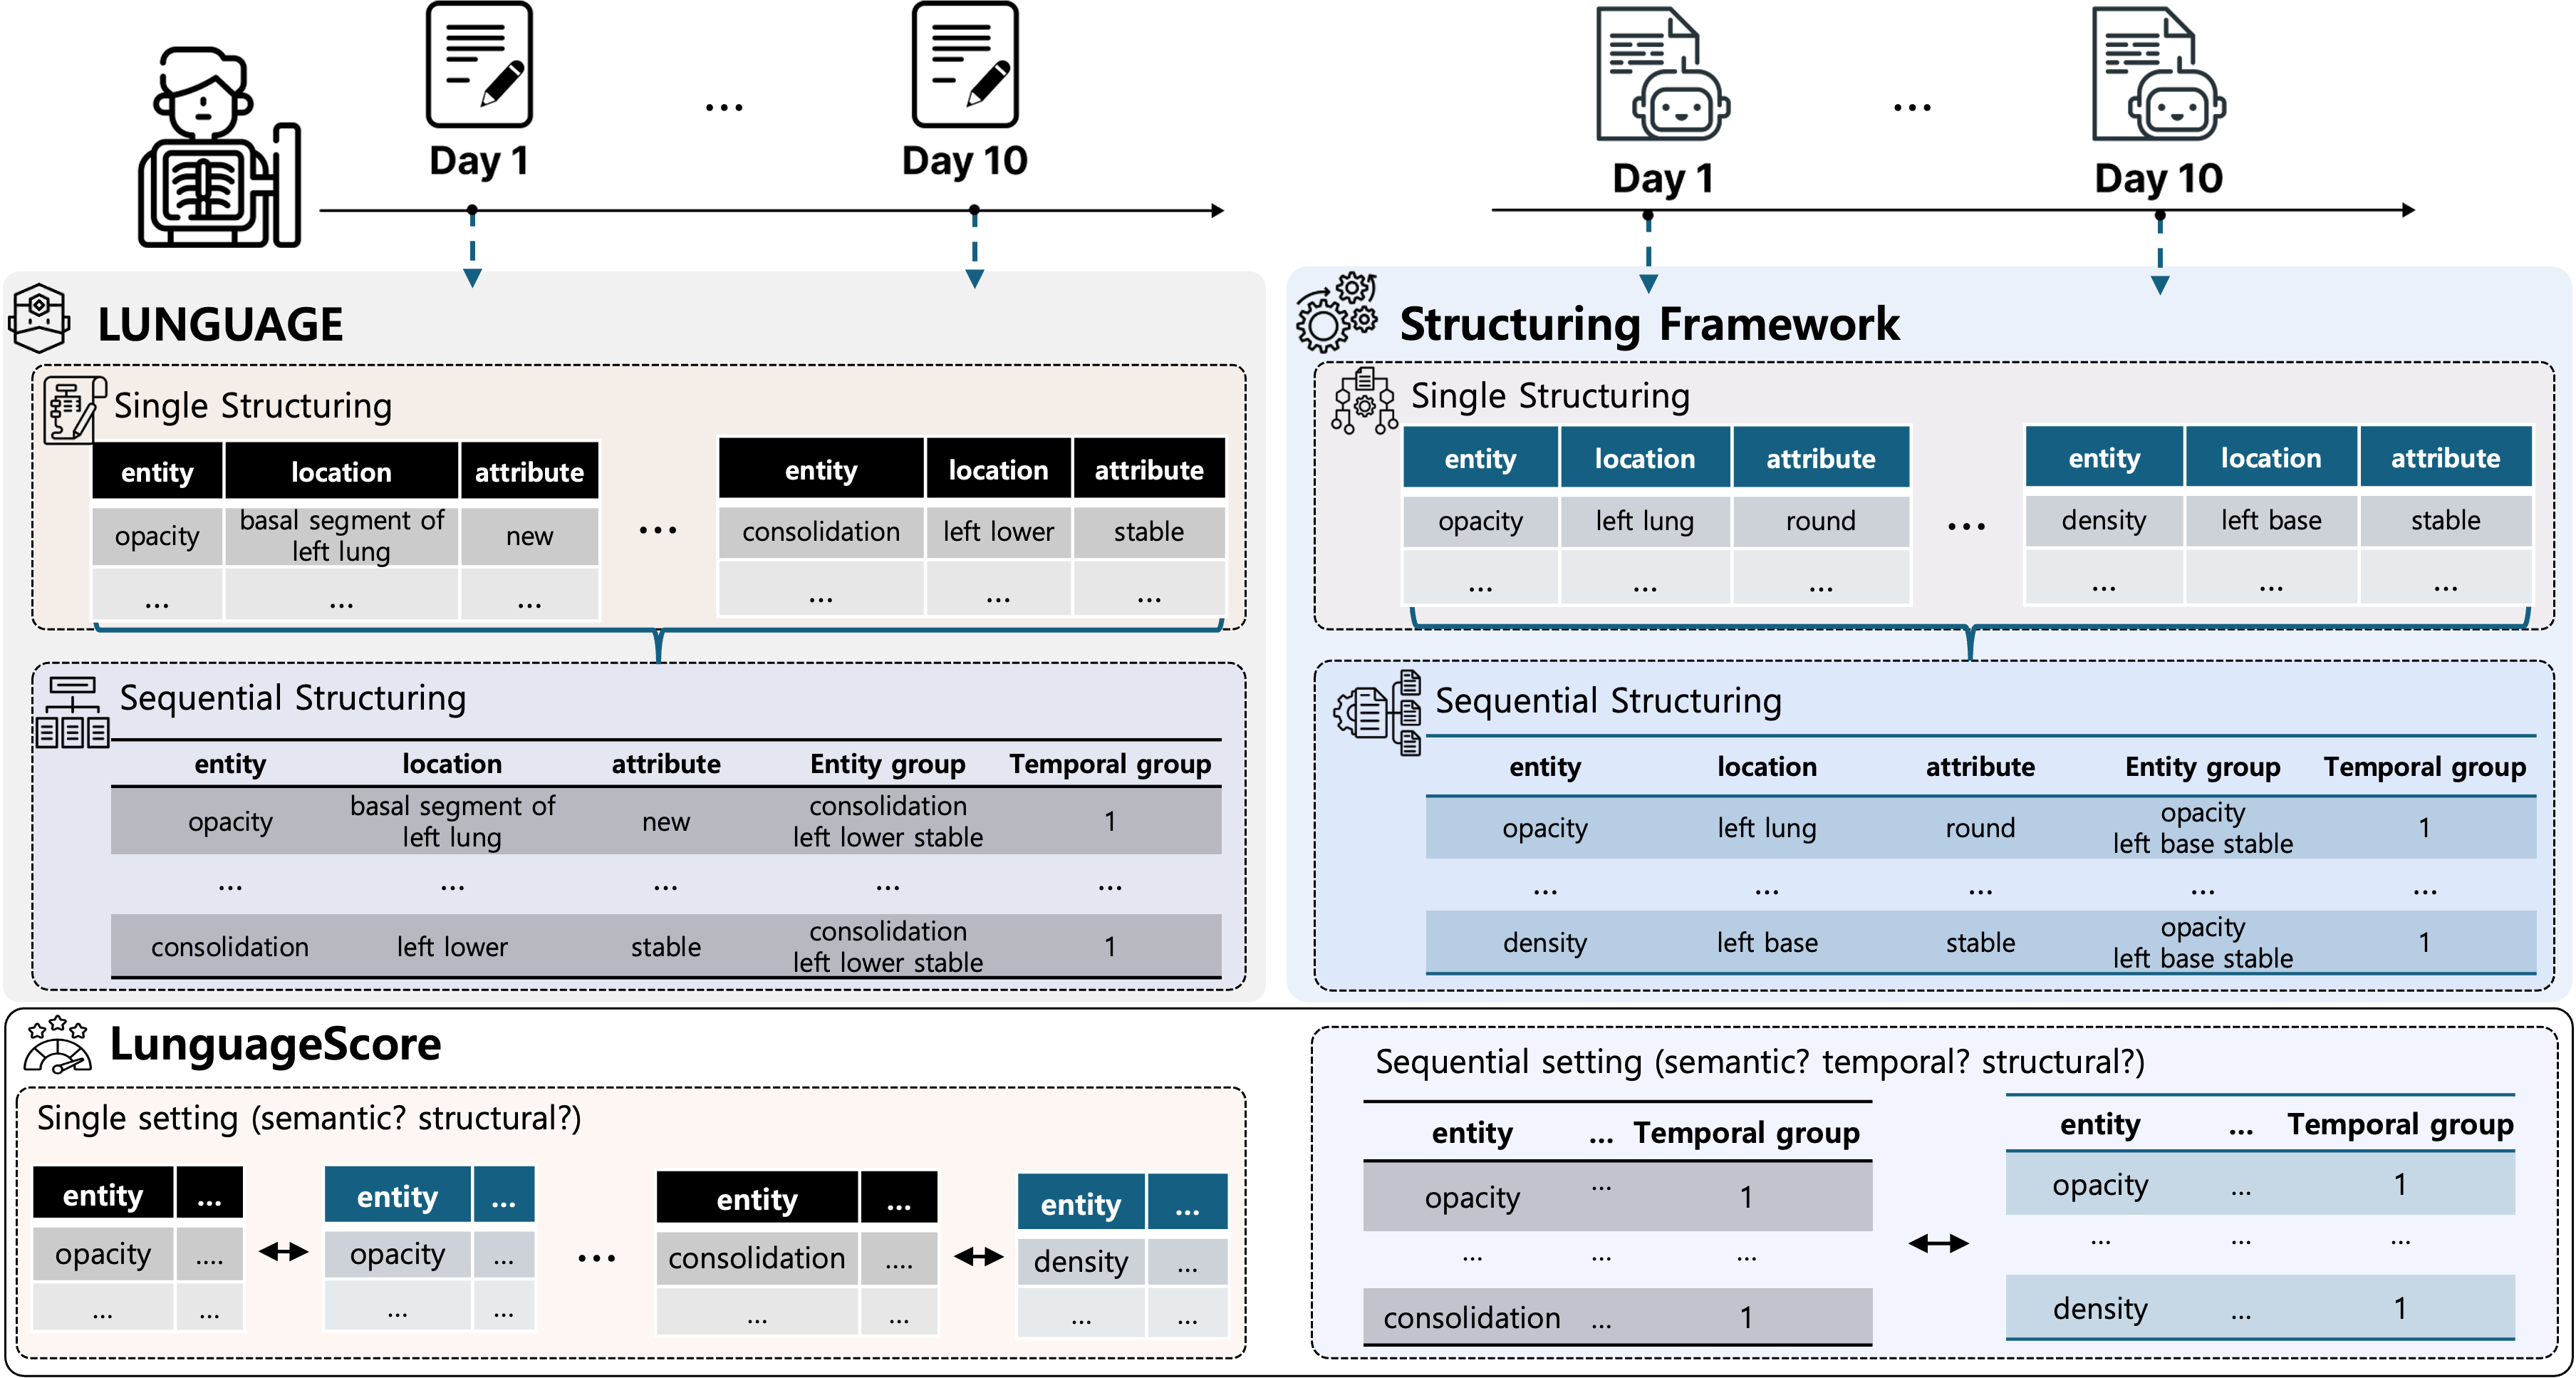 Day 1
...
Day 10
Day 1
...
Day 10
LUNGUAGE
Single Structuring
entity location attribute
opacity basal segment of left lung new
... ... ...
...
entity location attribute
consolidation left lower stable
... ... ...
Sequential Structuring
entity location attribute Entity group Temporal group
opacity basal segment of left lung new consolidation left lower stable 1
... ... ... ... ...
consolidation left lower stable consolidation left lower stable 1
Structuring Framework
Single Structuring
entity location attribute
opacity left lung round
... ... ...
...
entity location attribute
density left base stable
... ... ...
Sequential Structuring
entity location attribute Entity group Temporal group
opacity left lung round opacity left base stable 1
... ... ... ... ...
density left base stable opacity left base stable 1
LunguageScore
Single setting (semantic? structural?)
entity ...
opacity ....
... ...
entity ...
opacity ...
... ...
...
entity ...
consolidation ....
... ...
entity ...
density ...
... ...
Sequential setting (semantic? temporal? structural?)
entity ... Temporal group
opacity ... 1
... ... ...
consolidation ... 1
entity ... Temporal group
opacity ... 1
... ... ...
density ... 1